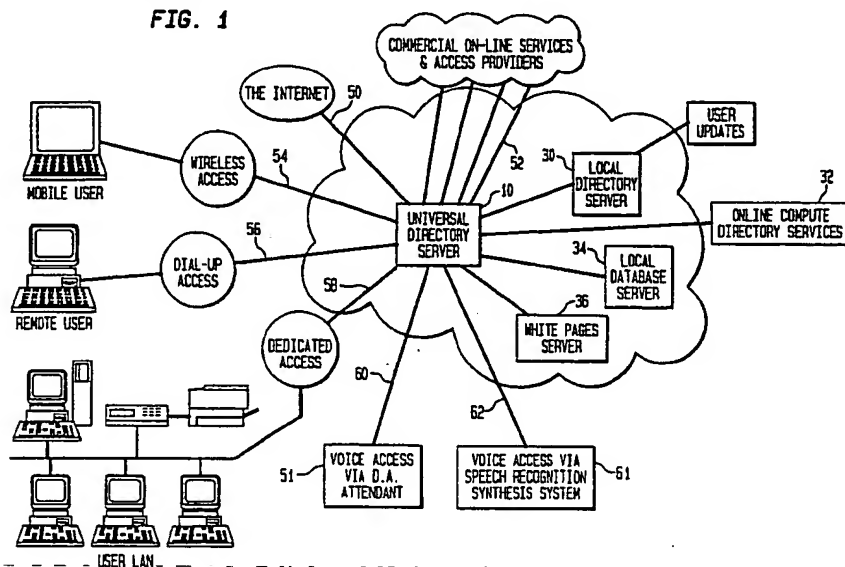 FIG. 1
COMMERCIAL ON-LINE SERVICES
& ACCESS PROVIDERS
THE INTERNET
50
52
USER
UPDATES
MOBILE USER
WIRELESS
ACCESS
54
30
LOCAL
DIRECTORY
SERVER
10
UNIVERSAL
DIRECTORY
SERVER
32
ONLINE COMPUTE
DIRECTORY SERVICES
REMOTE USER
DIAL-UP
ACCESS
56
34
LOCAL
DATABASE
SERVER
58
36
WHITE PAGES
SERVER
DEDICATED
ACCESS
60
62
51
VOICE ACCESS
VIA D.A.
ATTENDANT
VOICE ACCESS VIA
SPEECH RECOGNITION
SYNTHESIS SYSTEM
61
USER LAN